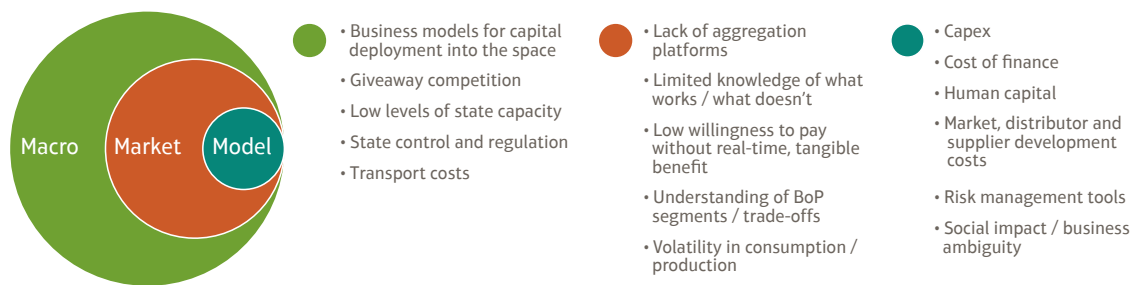 Macro
Market
Model
• Business models for capital
deployment into the space
• Giveaway competition
• Low levels of state capacity
• State control and regulation
• Transport costs
• Lack of aggregation
platforms
• Limited knowledge of what
works / what doesn’t
• Low willingness to pay
without real-time, tangible
benefit
• Understanding of BoP
segments / trade-offs
• Volatility in consumption /
production
• Capex
• Cost of finance
• Human capital
• Market, distributor and
supplier development
costs
• Risk management tools
• Social impact / business
ambiguity